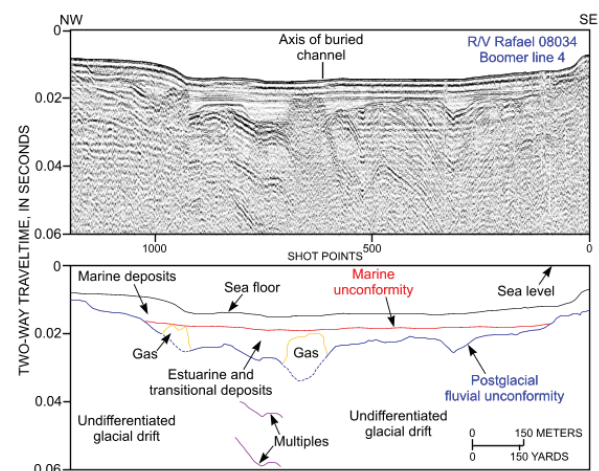 NW
SE
0
Axis of buried
channel
R/V Rafael 08034
Boomer line 4
0.02
0.04
0.06
1000
500
0
SHOT POINTS
TWO-WAY TRAVELTIME, IN SECONDS
0
Marine deposits
Sea floor
Marine
unconformity
Sea level
0.02
Gas
Gas
Estuarine and
transitional deposits
Postglacial
fluvial unconformity
0.04
Undifferentiated
glacial drift
Undifferentiated
glacial drift
Multiples
0
150 METERS
0
150 YARDS
0.06